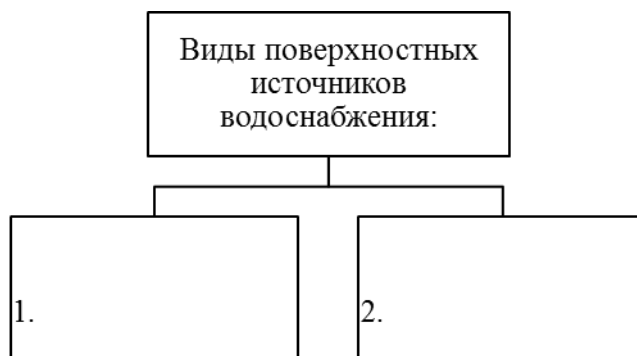 Виды поверхностных
источников
водоснабжения:
1.
2.